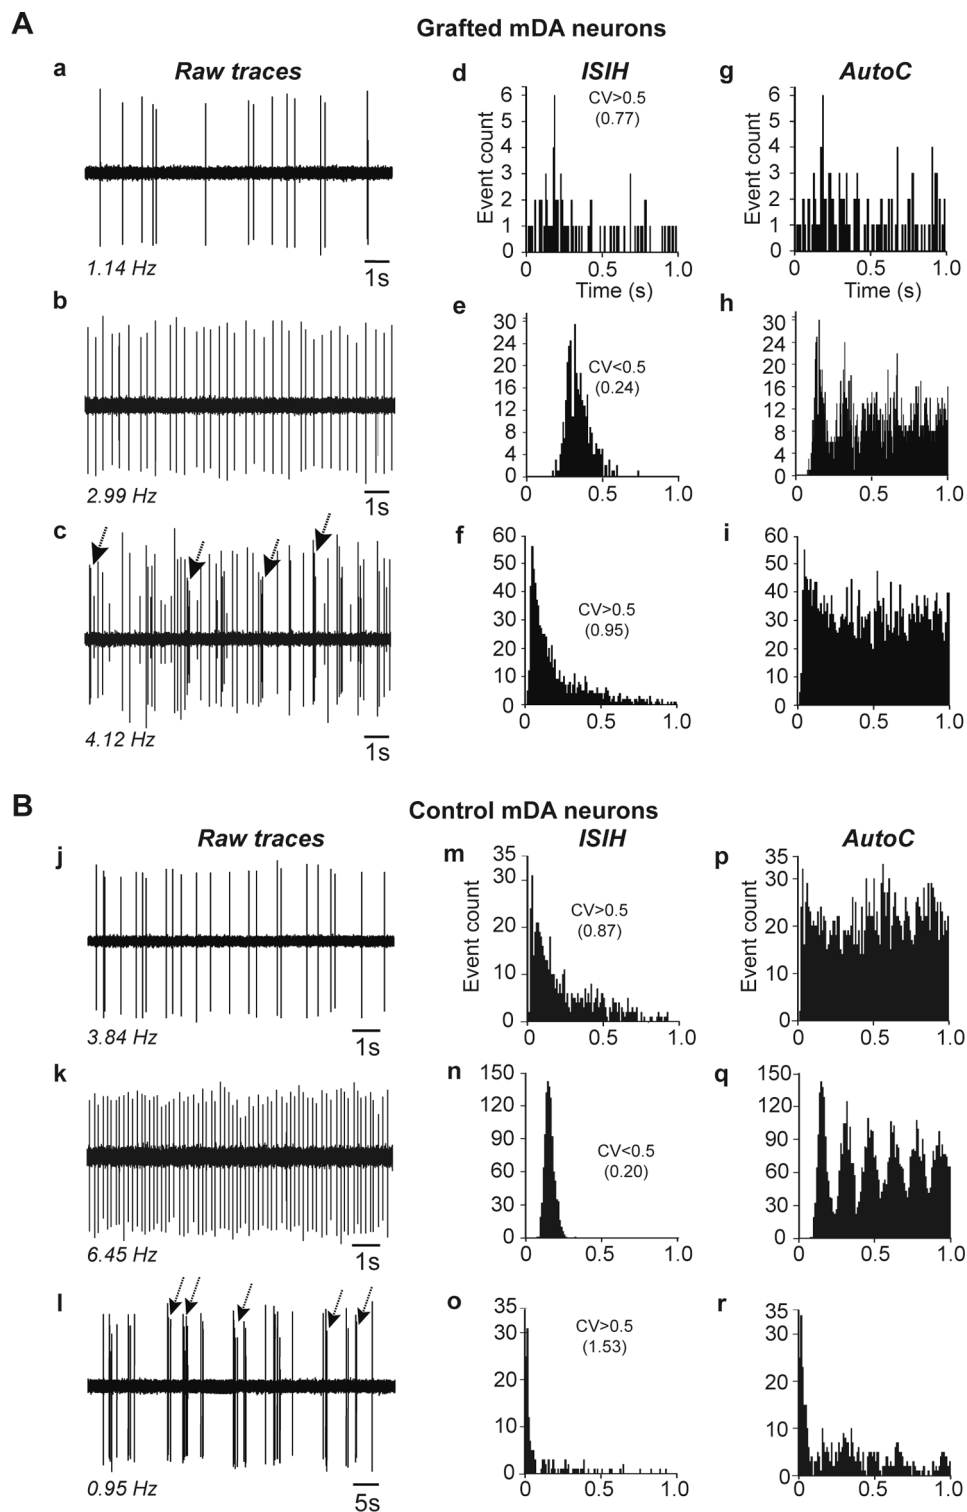 A
Grafted mDA neurons
a
Raw traces
d
ISIH
g
AutoC
CV>0.5
(0.77)
Event count
6
5
4
3
2
1
0
0
0.5
1.0
Time (s)
Event count
6
5
4
3
2
1
0
0
0.5
1.0
Time (s)
1.14 Hz
1s
b
e
h
CV<0.5
(0.24)
30
28
20
16
12
8
4
0
0
0.5
1.0
30
28
20
16
12
8
4
0
0
0.5
1.0
2.99 Hz
1s
c
f
i
CV>0.5
(0.95)
60
50
40
30
20
10
0
0
0.5
1.0
60
50
40
30
20
10
0
0
0.5
1.0
4.12 Hz
1s
B
Control mDA neurons
Raw traces
ISIH
AutoC
j
m
p
CV>0.5
(0.87)
Event count
35
30
20
10
0
0
0.5
1.0
Event count
35
30
20
10
0
0
0.5
1.0
3.84 Hz
1s
k
n
q
CV<0.5
(0.20)
150
120
90
60
30
0
0
0.5
1.0
150
120
90
60
30
0
0
0.5
1.0
6.45 Hz
1s
l
o
r
CV>0.5
(1.53)
35
30
20
10
0
0
0.5
1.0
35
30
20
10
0
0
0.5
1.0
0.95 Hz
5s